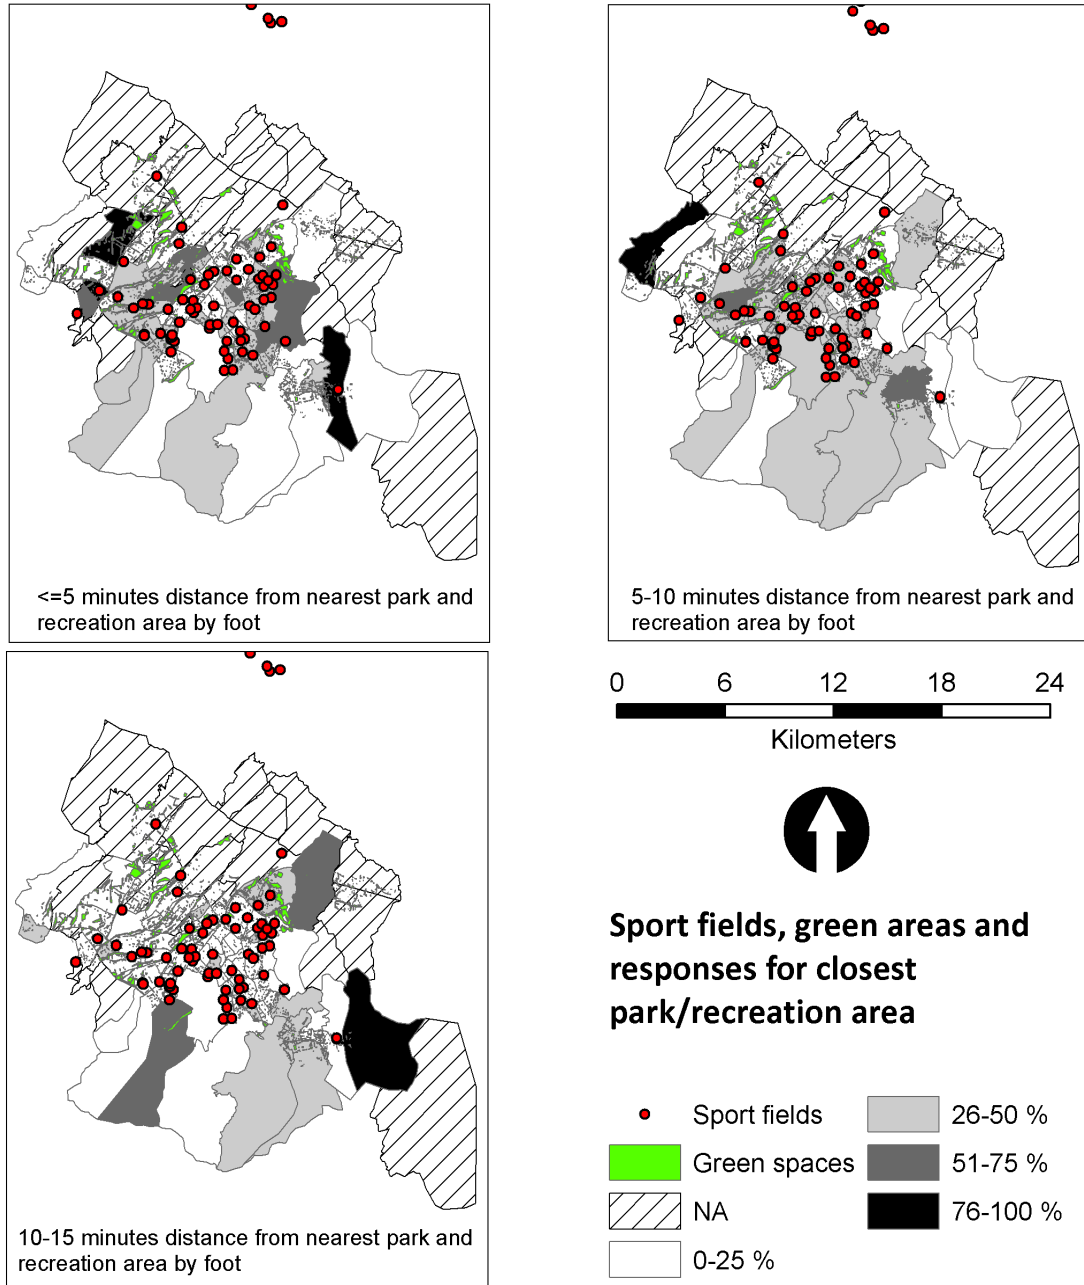 <=5 minutes distance from nearest park and
recreation area by foot
5-10 minutes distance from nearest park and
recreation area by foot
10-15 minutes distance from nearest park and
recreation area by foot
0 6 12 18 24
Kilometers
Sport fields, green areas and
responses for closest
park/recreation area
Sport fields
Green spaces
NA
0-25 %
26-50 %
51-75 %
76-100 %